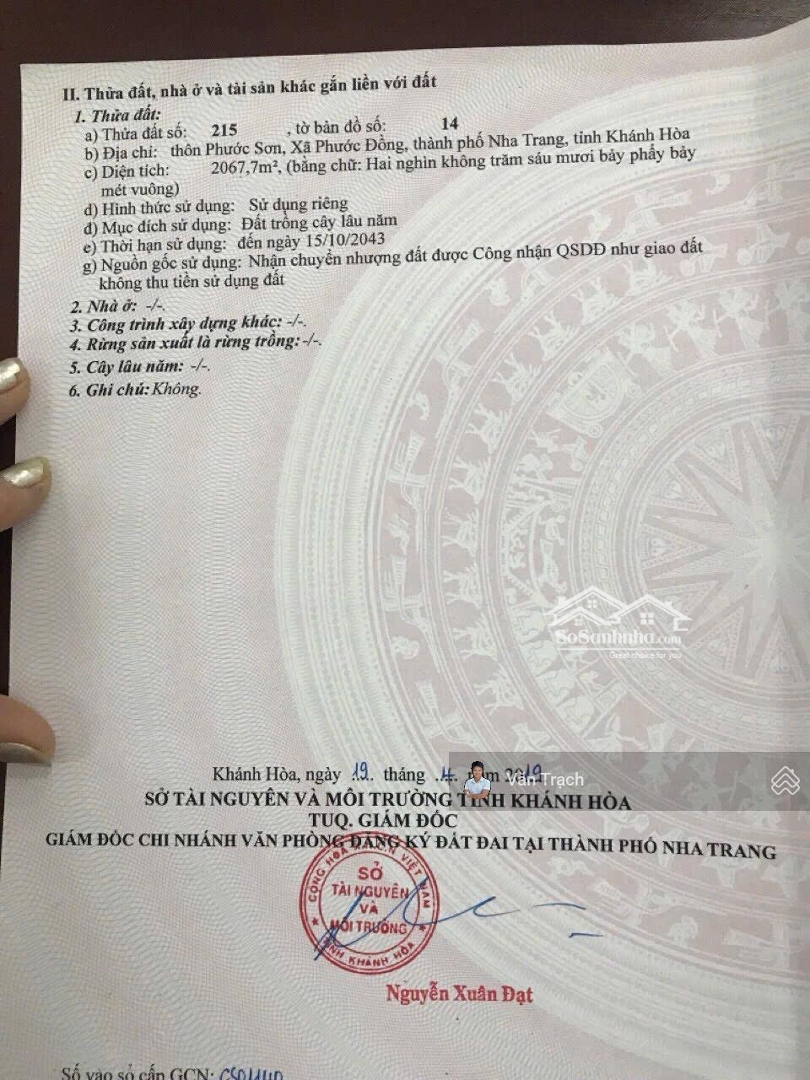 II. Thửa đất, nhà ở và tài sản khác gắn liền với đất
1. Thửa đất:
a) Thửa đất số: 215 , tờ bản đồ số: 14
b) Địa chỉ: thôn Phước Sơn, Xã Phước Đồng, thành phố Nha Trang, tỉnh Khánh Hòa
c) Diện tích: 2067,7m², (bằng chữ: Hai nghìn không trăm sáu mươi bảy phẩy bảy
mét vuông)
d) Hình thức sử dụng: Sử dụng riêng
đ) Mục đích sử dụng: Đất trồng cây lâu năm
e) Thời hạn sử dụng: đến ngày 15/10/2043
g) Nguồn gốc sử dụng: Nhận chuyển nhượng đất được Công nhận QSDĐ như giao đất
không thu tiền sử dụng đất
2. Nhà ở: -/-.
3. Công trình xây dựng khác: -/-.
4. Rừng sản xuất là rừng trồng: -/-.
5. Cây lâu năm: -/-.
6. Ghi chú: Không.
SoSanhnha.com
Great choice for you
Khánh Hòa, ngày 19 tháng 4 năm 2019
Văn Trạch
SỞ TÀI NGUYÊN VÀ MÔI TRƯỜNG TỈNH KHÁNH HÒA
TUQ. GIÁM ĐỐC
GIÁM ĐỐC CHI NHÁNH VĂN PHÒNG ĐĂNG KÝ ĐẤT ĐAI TẠI THÀNH PHỐ NHA TRANG
SỞ
TÀI NGUYÊN
VÀ
MÔI TRƯỜNG
TỈNH KHÁNH HÒA
Nguyễn Xuân Đạt
Số vào sổ cấp GCN: